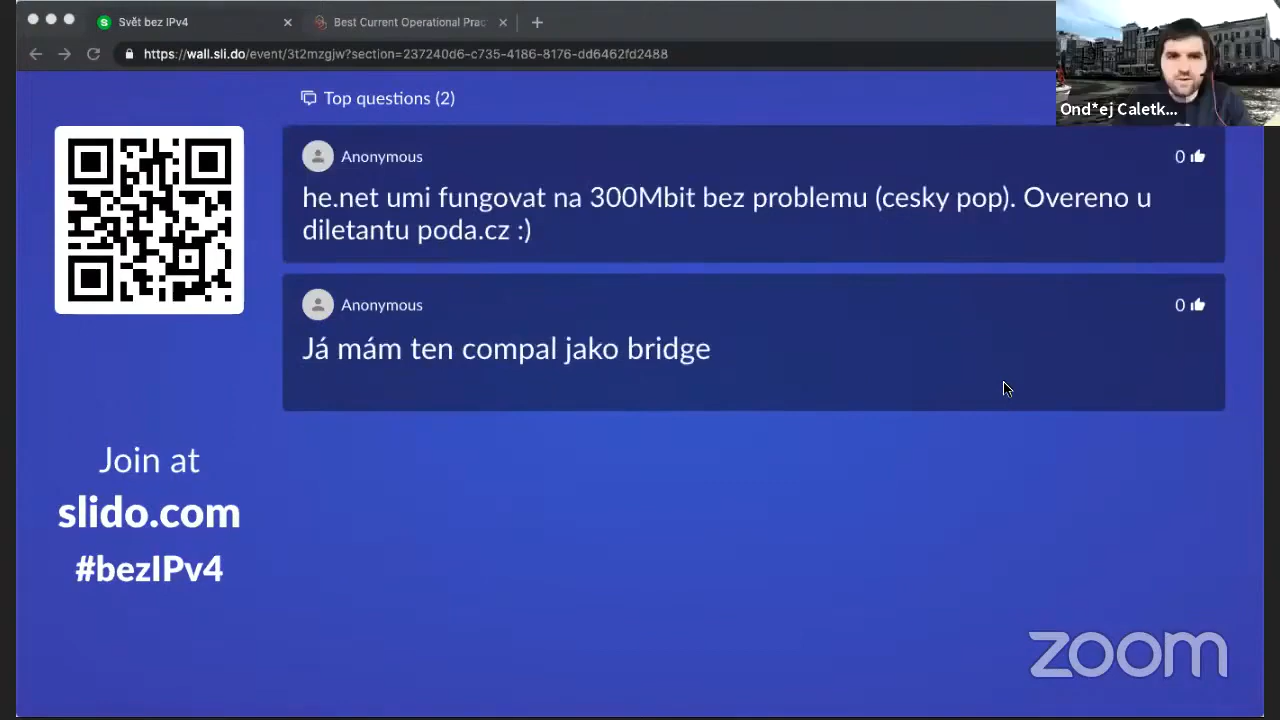 Svět bez IPv4
Best Current Operational Prac
https://wall.sli.do/event/3t2mzgjw?section=237240d6-c735-4186-8176-dd6462fd2488
Ond*ej Caletk...
Top questions (2)
Anonymous
0
he.net umi fungovat na 300Mbit bez problemu (cesky pop). Overeno u
diletantu poda.cz :)
Anonymous
0
Já mám ten compal jako bridge
Join at
slido.com
#bezIPv4
zoom